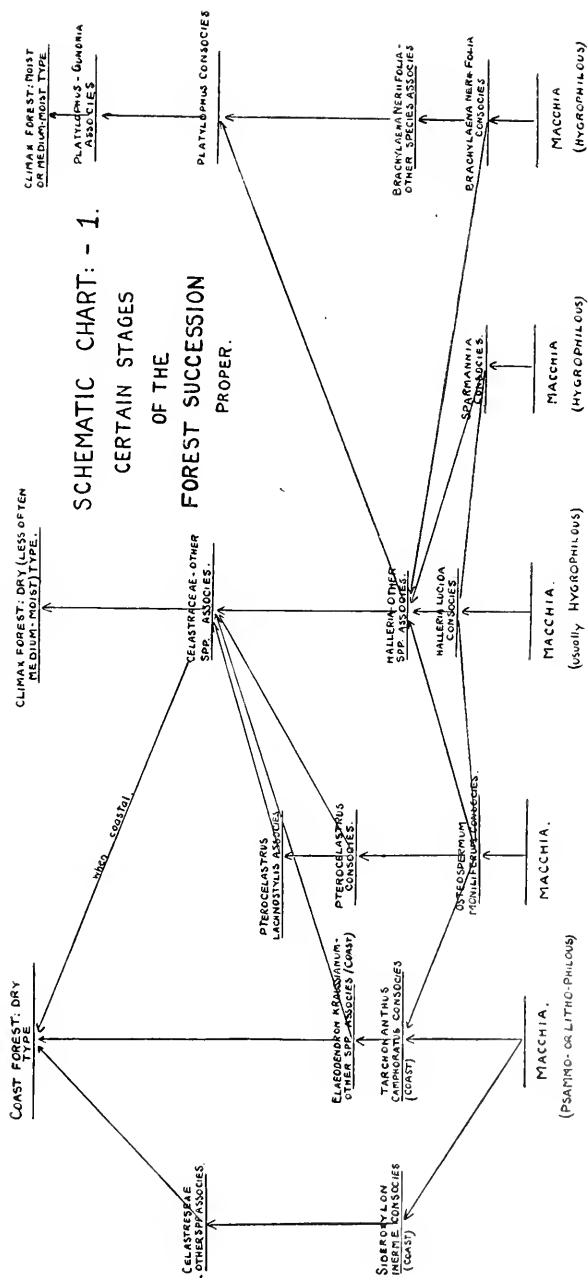 SCHEMATIC CHART: - 1.
CERTAIN STAGES
OF THE
FOREST SUCCESSION
PROPER.
COAST FOREST: DRY
TYPE
CLIMAX FOREST: DRY (LESS OFTEN
MEDIUM-MOIST) TYPE.
CLIMAX FOREST: MOIST
OR MEDIUM-MOIST TYPE
PLATYLOPHUS - CUNORIA
ASSOCIES
when coastal.
CELASTRESEAE
OTHER SPP ASSOCIES.
CELASTRACEAE - OTHER
SPP. ASSOCIES.
PLATYLOPHUS CONSOCIES
PTEROCELASTRUS
LACHNOSTYLIS ASSOCIES
ELAEODENDRON KRAUSSIANUM-
OTHER SPP. ASSOCIES (COAST)
PTEROCELASTRUS
CONSOCIES.
SIDEROXYLON
INERME CONSOCIES
(COAST)
TARCHONANTHUS
CAMPHORATUS CONSOCIES
(COAST)
HALLERIA - OTHER
SPP. ASSOCIES.
BRACHYLAENA NERIIFOLIA -
OTHER SPECIES ASSOCIES
OSTEOSPERMUM
MONILIFERUM CONSOCIES.
HALLERIA LUCIDA
CONSOCIES
SPARMANNIA
CONSOCIES.
BRACHYLAENA NERIIFOLIA
CONSOCIES
MACCHIA.
(PSAMMO- OR LITHO-PHILOUS)
MACCHIA.
MACCHIA.
(USUALLY HYGROPHILOUS)
MACCHIA
(HYGROPHILOUS)
MACCHIA
(HYGROPHILOUS)